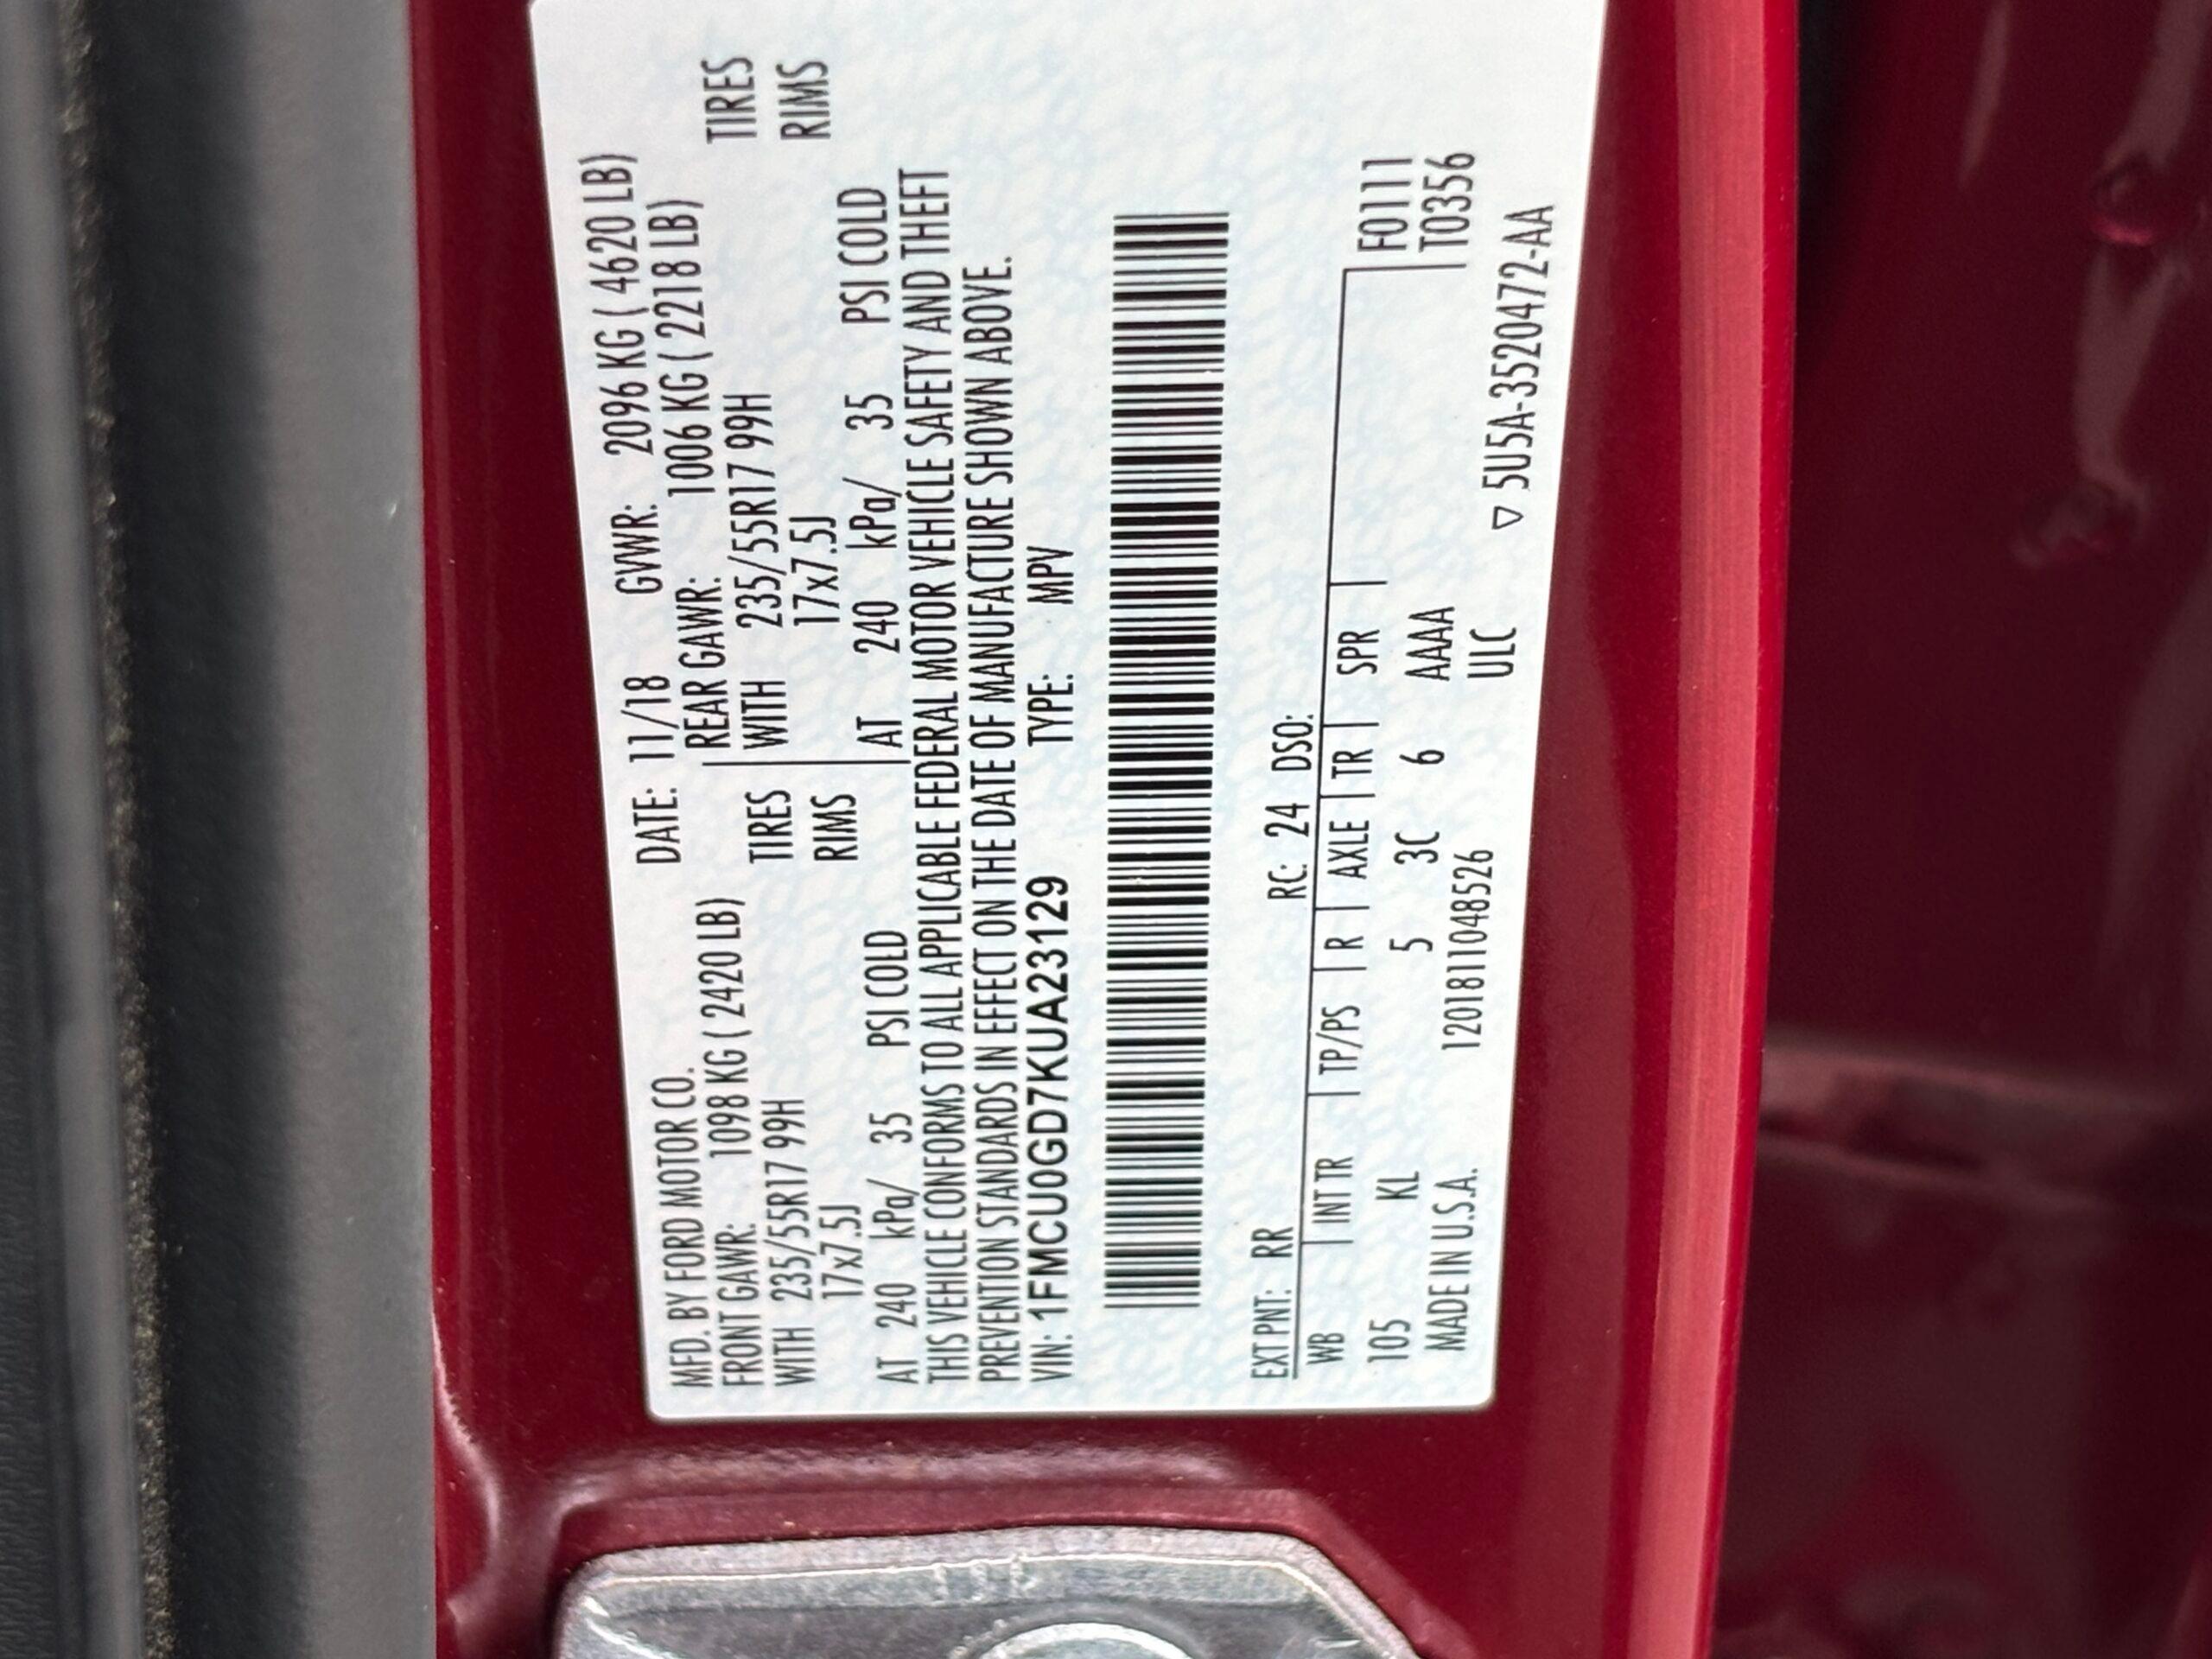 MFD. BY FORD MOTOR CO. DATE: 11/18 GVWR: 2096 KG ( 4620 LB)
FRONT GAWR: 1098 KG ( 2420 LB) REAR GAWR: 1006 KG ( 2218 LB)
WITH 235/55R17 99H TIRES WITH 235/55R17 99H TIRES
17x7.5J RIMS 17x7.5J RIMS
AT 240 kPa/ 35 PSI COLD AT 240 kPa/ 35 PSI COLD
THIS VEHICLE CONFORMS TO ALL APPLICABLE FEDERAL MOTOR VEHICLE SAFETY AND THEFT
PREVENTION STANDARDS IN EFFECT ON THE DATE OF MANUFACTURE SHOWN ABOVE.
VIN: 1FMCU0GD7KUA23129 TYPE: MPV
EXT PNT: RR RC: 24 DSO:
WB INT TR TP/PS R AXLE TR SPR F0111
105 KL 5 3C 6 AAAA T0356
MADE IN U.S.A. 1201811048526 ULC
▽ 5U5A-3520472-AA